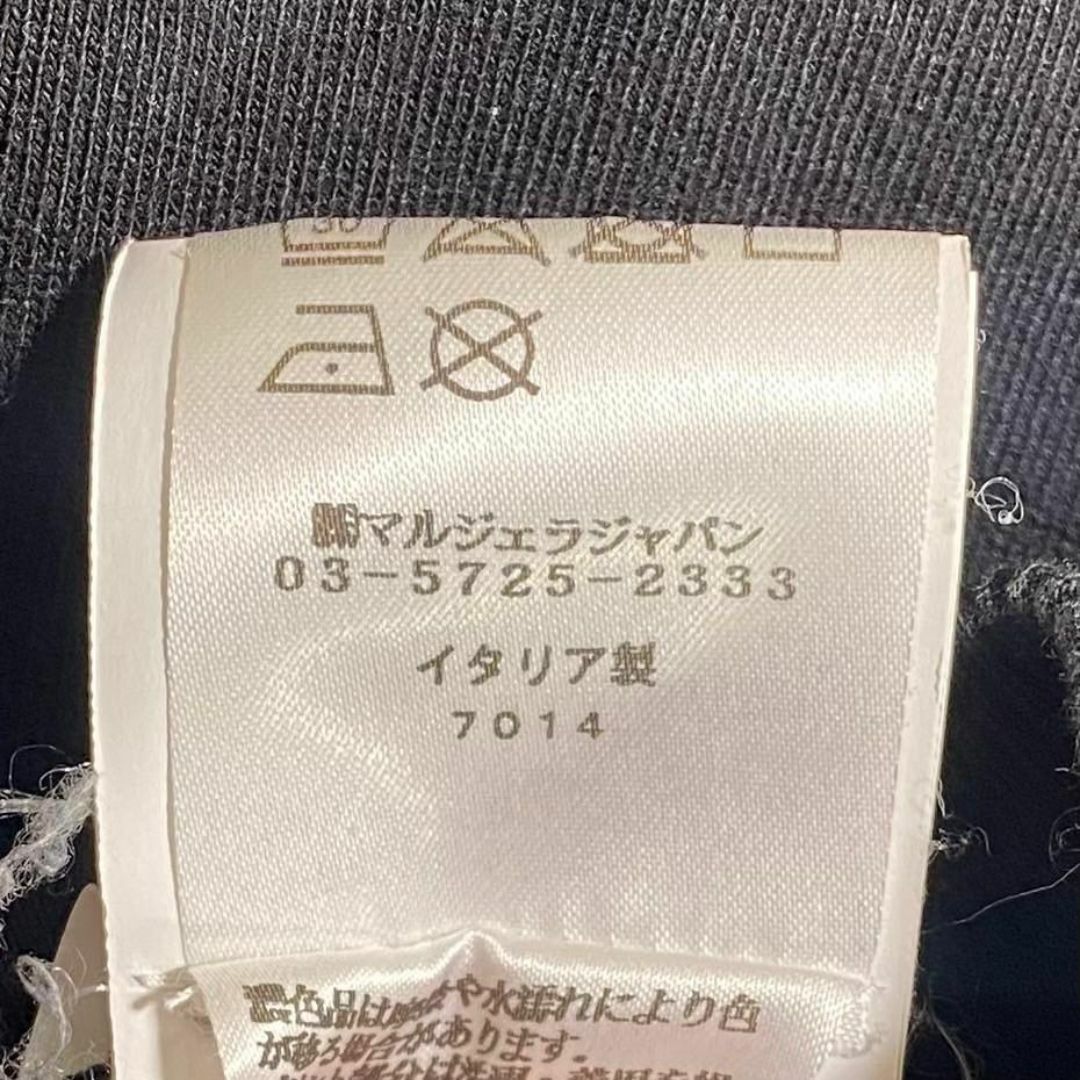 30
㈱マルジェラジャパン
03-5725-2333
イタリア製
7014
濃色品は摩擦や水濡れにより色
が移る場合があります。